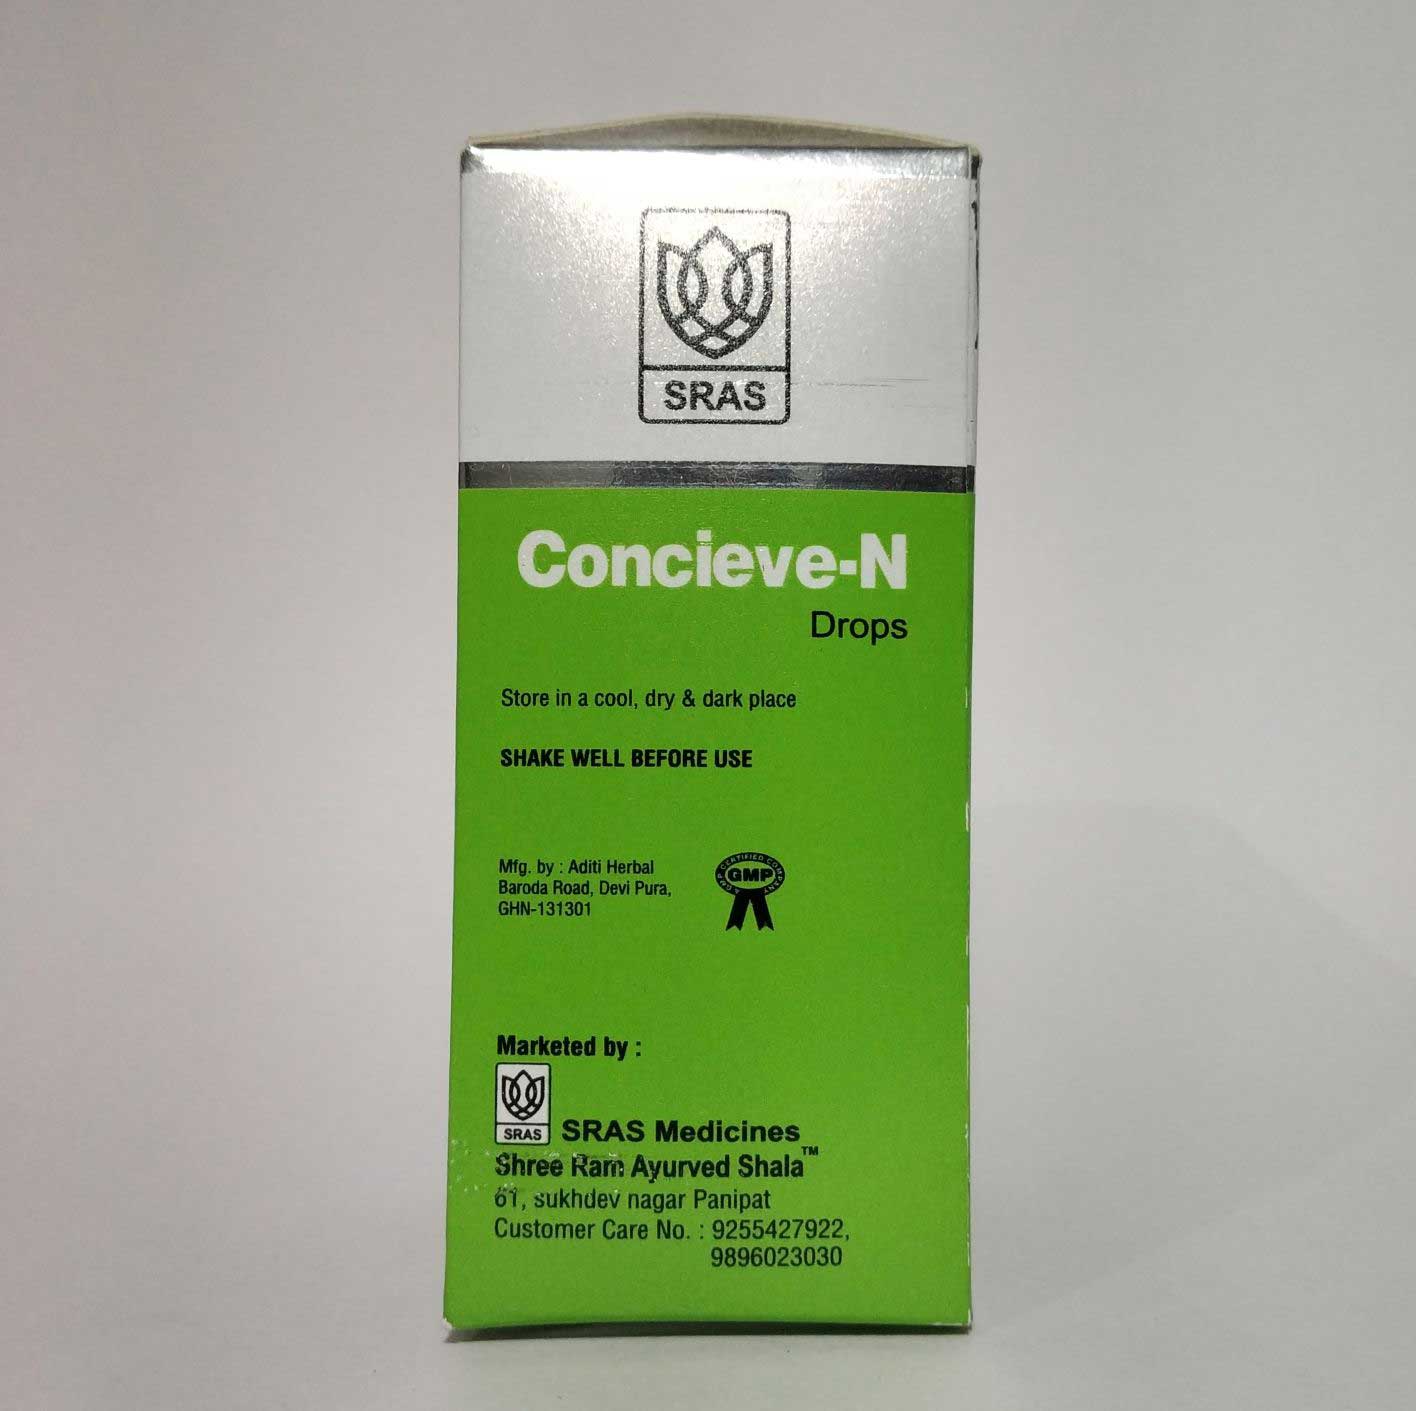 SRAS
Concieve-N
Drops
Store in a cool, dry & dark place
SHAKE WELL BEFORE USE
Mfg. by : Aditi Herbal
Baroda Road, Devi Pura,
GHN-131301
CERTIFIED COMPANY
GMP
Marketed by :
SRAS
SRAS Medicines
Shree Ram Ayurved Shala™
61, sukhdev nagar Panipat
Customer Care No. : 9255427922,
9896023030